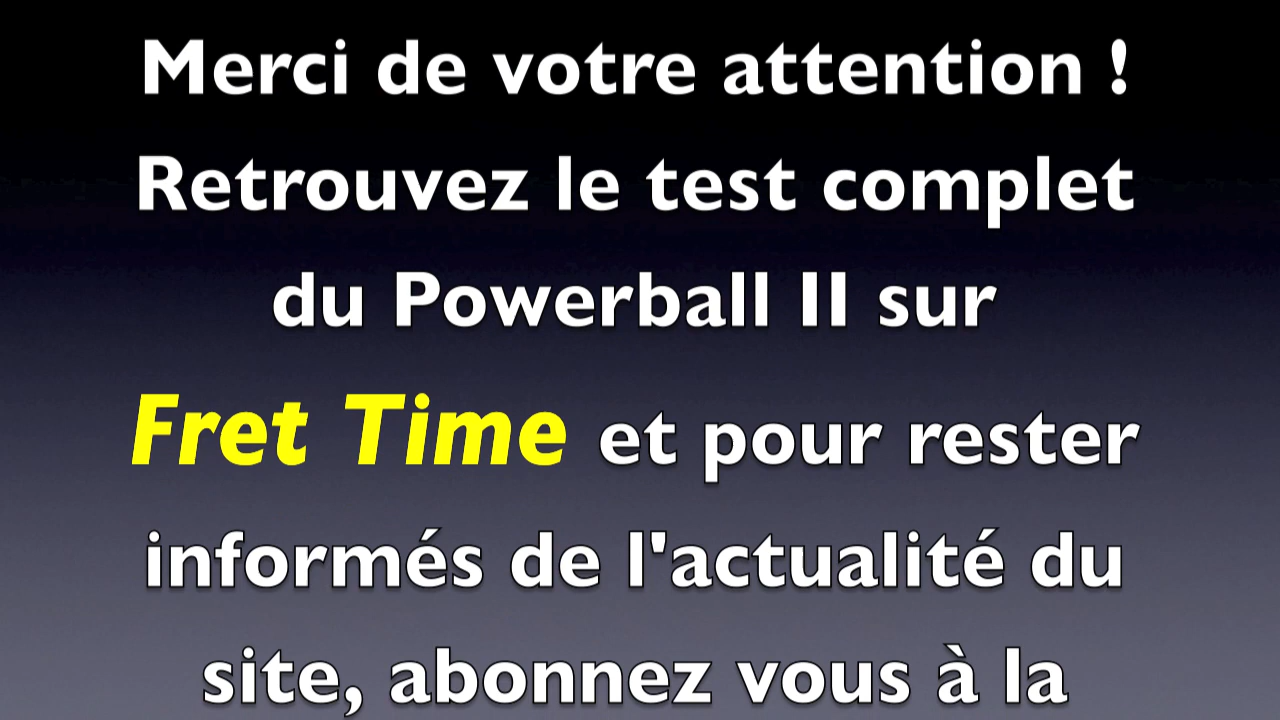 Merci de votre attention !
Retrouvez le test complet
du Powerball II sur
Fret Time et pour rester
informés de l'actualité du
site, abonnez vous à la